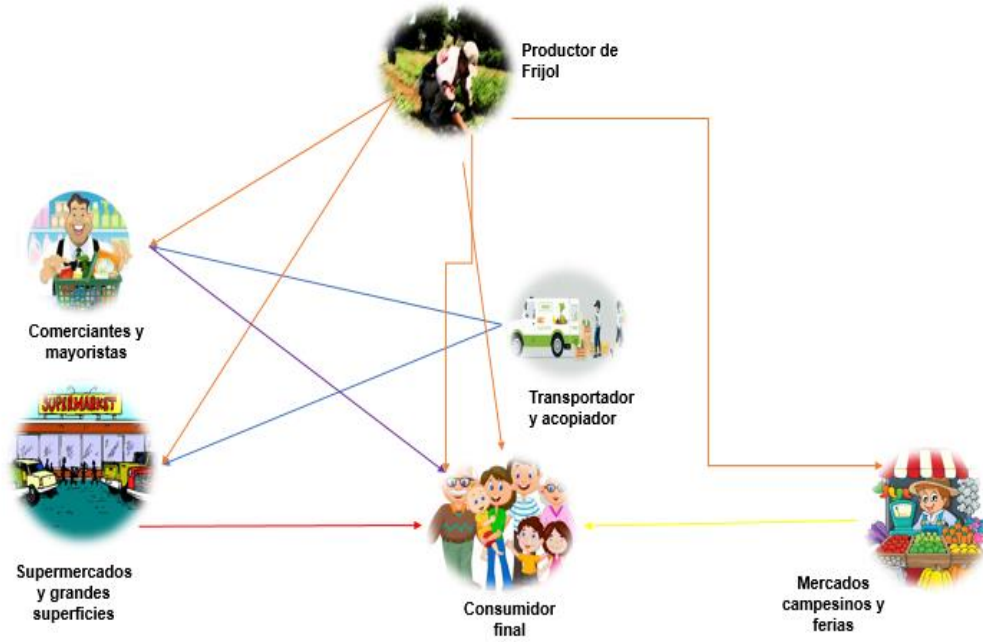 Productor de
Frijol
Comerciantes y
mayoristas
Transportador
y acopiador
SUPERMARKET
Supermercados
y grandes
superficies
Consumidor
final
Mercados
campesinos y
ferias